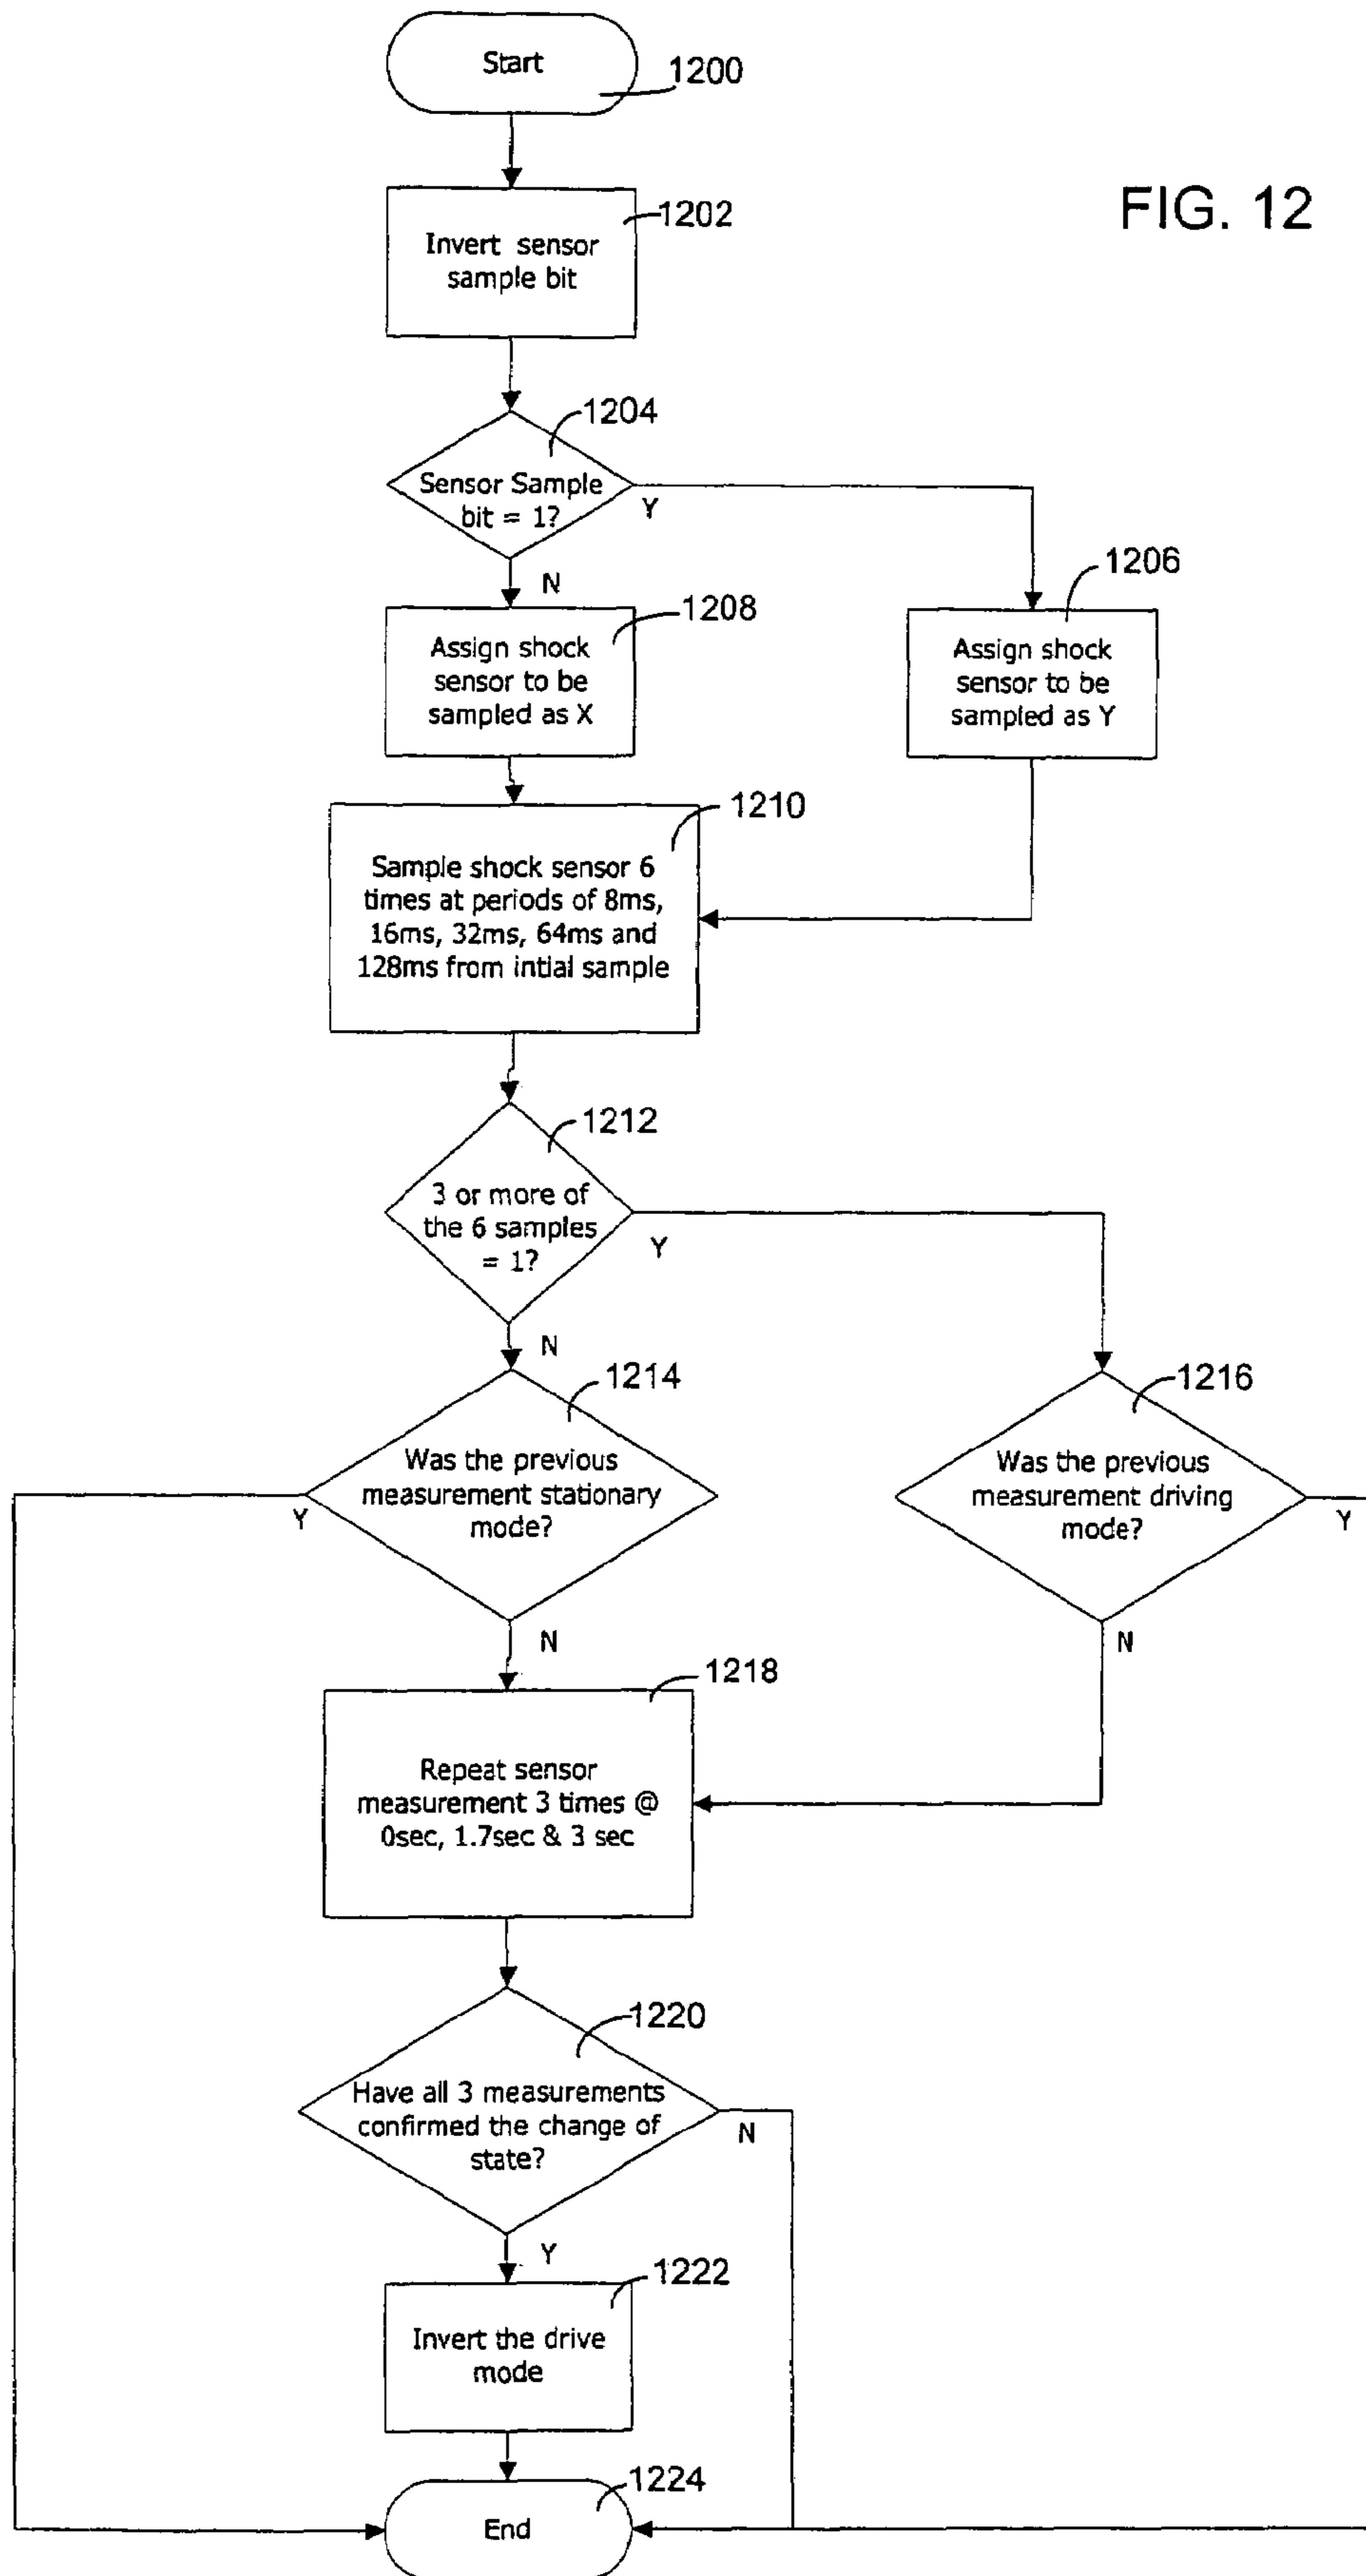 Start
1200
FIG. 12
1202
Invert sensor
sample bit
1204
Sensor Sample
bit = 1?
Y
N
1206
1208
Assign shock
sensor to be
sampled as X
Assign shock
sensor to be
sampled as Y
1210
Sample shock sensor 6
times at periods of 8ms,
16ms, 32ms, 64ms and
128ms from intial sample
1212
3 or more of
the 6 samples
= 1?
Y
N
1214
1216
Was the previous
measurement stationary
mode?
Y
Was the previous
measurement driving
mode?
Y
N
N
1218
Repeat sensor
measurement 3 times @
0sec, 1.7sec & 3 sec
1220
Have all 3 measurements
confirmed the change of
state?
N
Y
1222
Invert the drive
mode
1224
End